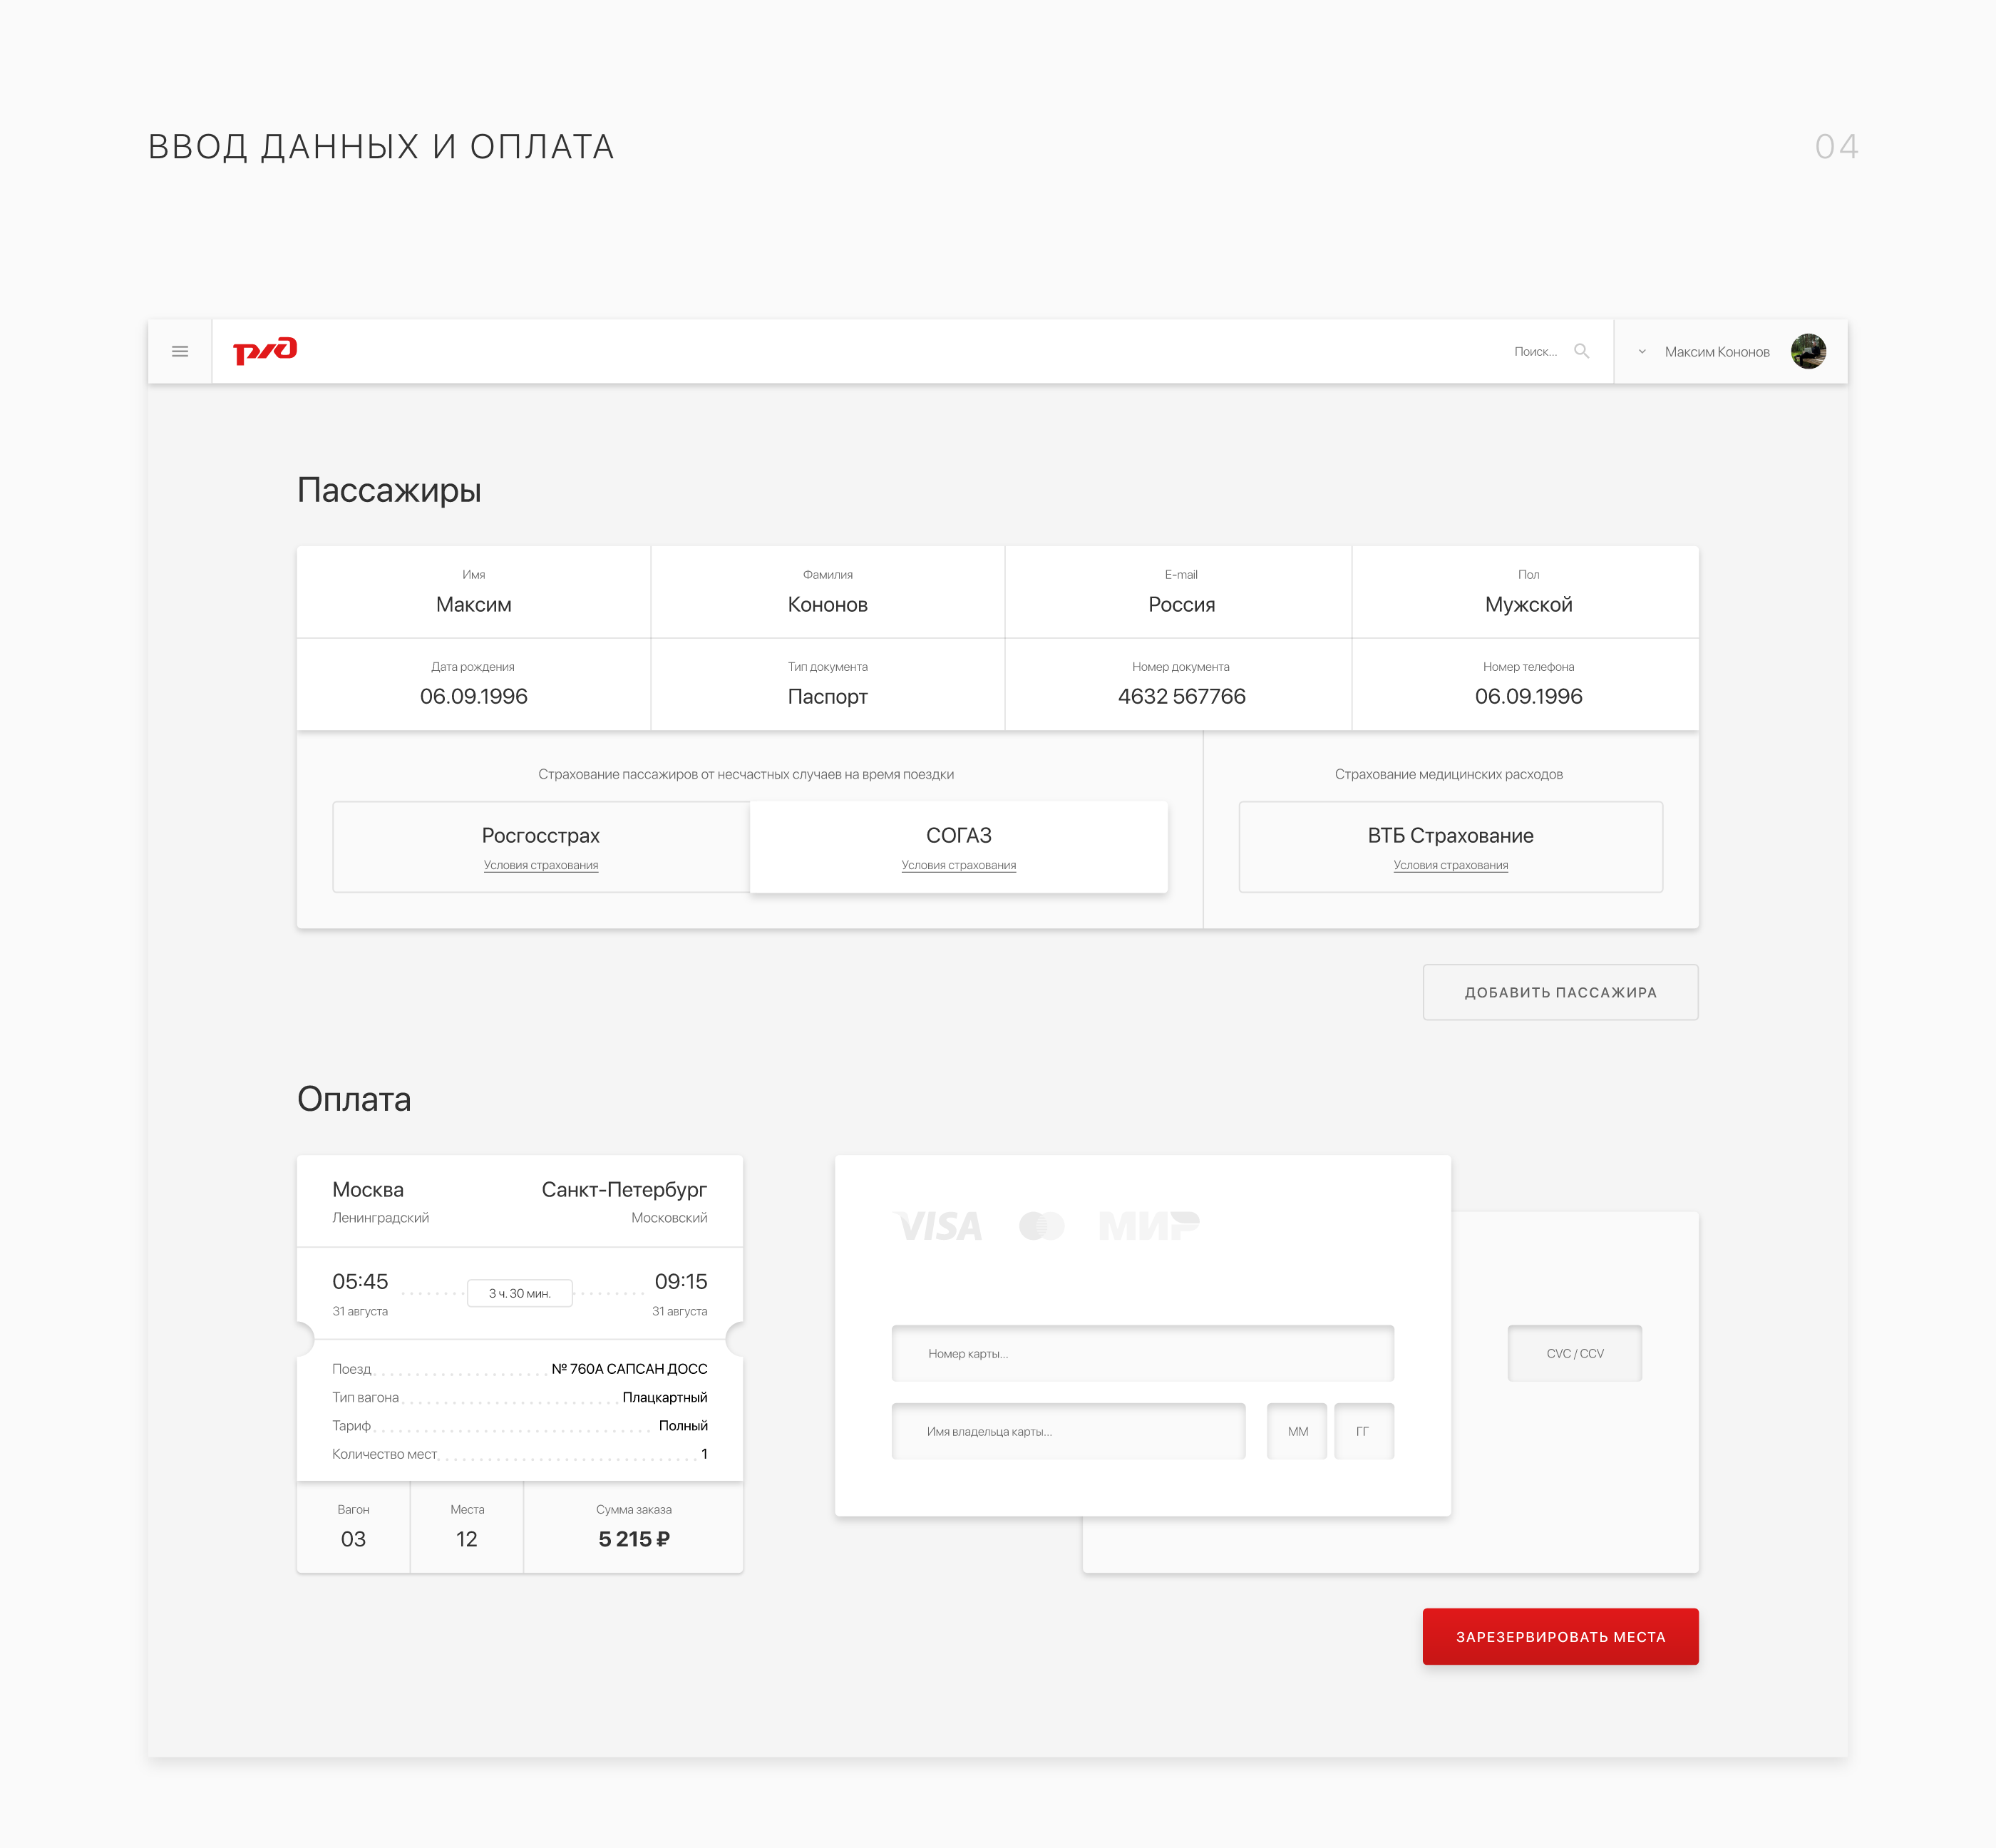 ВВОД ДАННЫХ И ОПЛАТА
04
ржд
Поиск...
Максим Кононов
Пассажиры
Имя
Фамилия
E-mail
Пол
Максим
Кононов
Россия
Мужской
Дата рождения
Тип документа
Номер документа
Номер телефона
06.09.1996
Паспорт
4632 567766
06.09.1996
Страхование пассажиров от несчастных случаев на время поездки
Страхование медицинских расходов
Росгосстрах
СОГАЗ
ВТБ Страхование
Условия страхования
Условия страхования
Условия страхования
ДОБАВИТЬ ПАССАЖИРА
Оплата
Москва
Санкт-Петербург
Ленинградский
Московский
05:45
3 ч. 30 мин.
09:15
31 августа
31 августа
Поезд № 760А САПСАН ДОСС
Тип вагона Плацкартный
Тариф Полный
Количество мест 1
Вагон
Места
Сумма заказа
03
12
5 215 ₽
VISA
МИР
Номер карты...
CVC / CCV
Имя владельца карты...
ММ
ГГ
ЗАРЕЗЕРВИРОВАТЬ МЕСТА